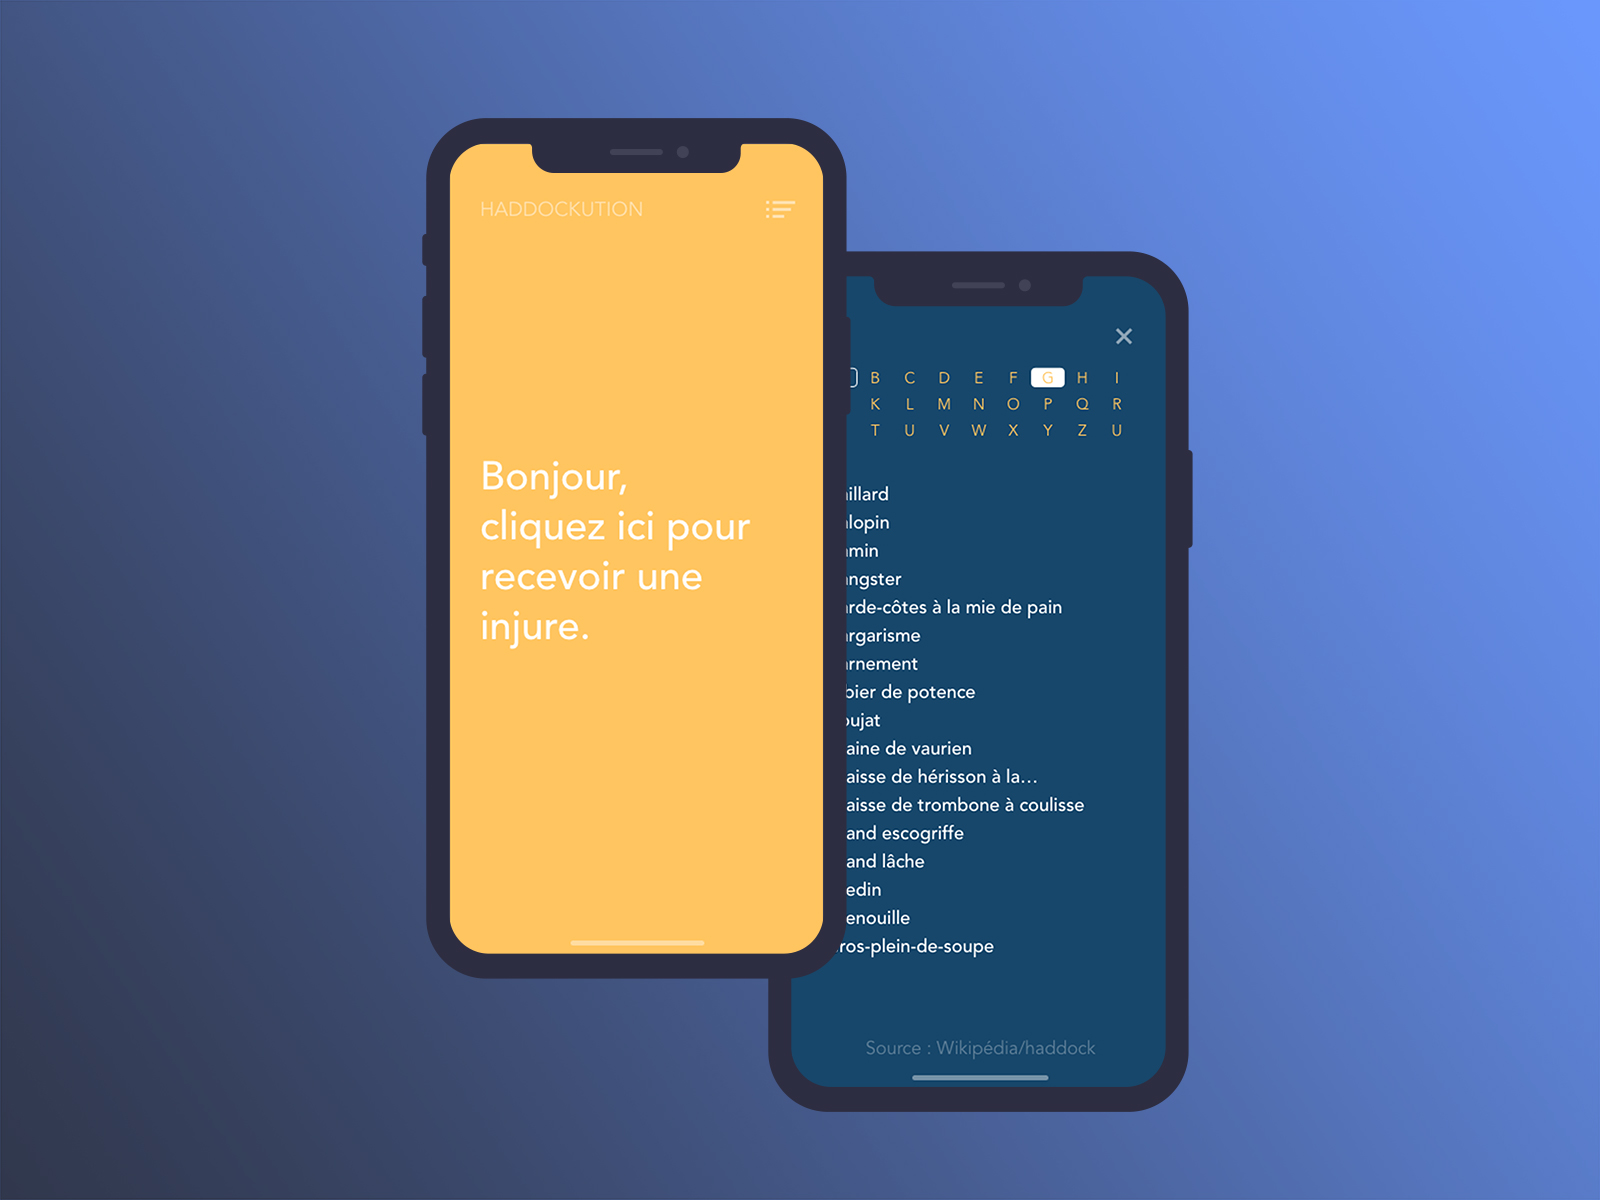 HADDOCKUTION
Bonjour,
cliquez ici pour
recevoir une
injure.
B C D E F G H I
K L M N O P Q R
T U V W X Y Z U
illard
lopin
min
ngster
rde-côtes à la mie de pain
rgarisme
rnement
bier de potence
oujat
aine de vaurien
aisse de hérisson à la…
aisse de trombone à coulisse
and escogriffe
and lâche
edin
enouille
ros-plein-de-soupe
Source : Wikipédia/haddock